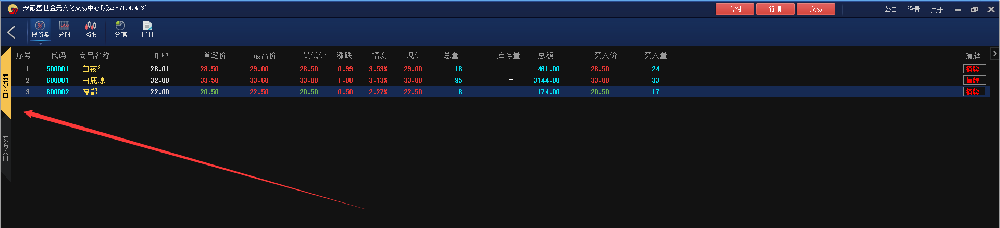 安徽盛世金元文化交易中心[版本-V1.4.4.3] 官网 行情 交易 公告 设置 关于
报价盘 分时 K线 分笔 F10
序号 代码 商品名称 昨收 首笔价 最高价 最低价 涨跌 幅度 现价 总量 库存量 总额 买入价 买入量 摘牌
1 500001 白夜行 28.01 28.50 29.00 28.50 0.99 3.53% 29.00 16 — 461.00 28.50 24 摘牌
2 600001 白鹿原 32.00 33.50 33.60 33.00 1.00 3.13% 33.00 95 — 3144.00 33.00 33 摘牌
3 600002 废都 22.00 20.50 22.50 20.50 0.50 2.27% 22.50 8 — 174.00 20.50 17 摘牌
卖方入口
买方入口